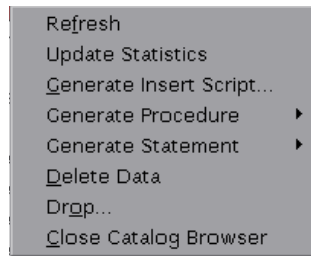 Refresh
Update Statistics
Generate Insert Script...
Generate Procedure
Generate Statement
Delete Data
Drop...
Close Catalog Browser